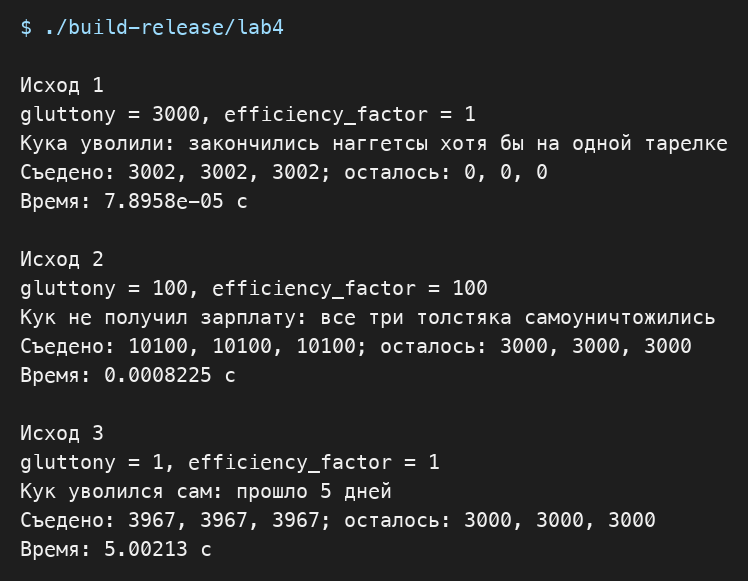 $ ./build-release/lab4
Исход 1
gluttony = 3000, efficiency_factor = 1
Кука уволили: закончились наггетсы хотя бы на одной тарелке
Съедено: 3002, 3002, 3002; осталось: 0, 0, 0
Время: 7.8958e-05 с
Исход 2
gluttony = 100, efficiency_factor = 100
Кук не получил зарплату: все три толстяка самоуничтожились
Съедено: 10100, 10100, 10100; осталось: 3000, 3000, 3000
Время: 0.0008225 с
Исход 3
gluttony = 1, efficiency_factor = 1
Кук уволился сам: прошло 5 дней
Съедено: 3967, 3967, 3967; осталось: 3000, 3000, 3000
Время: 5.00213 с